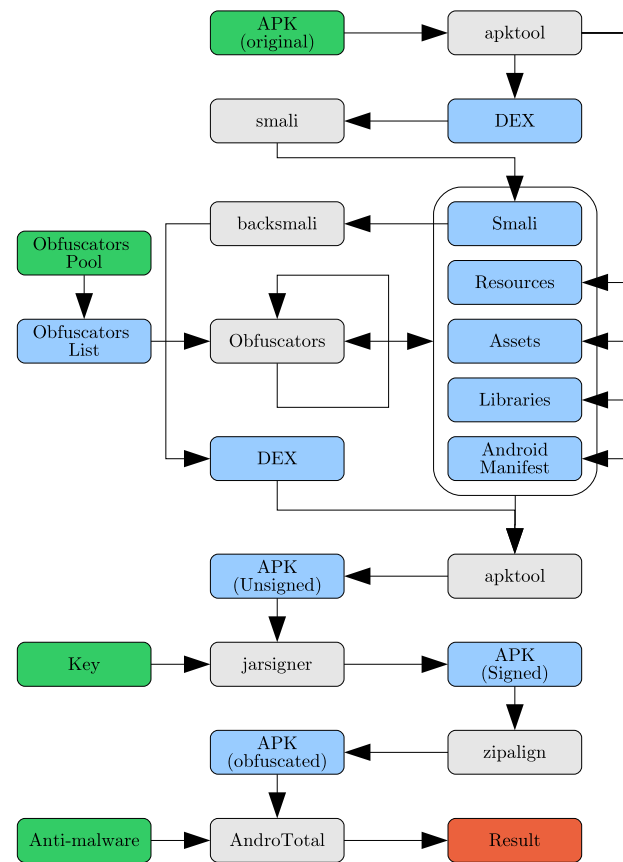 APK
(original)
apktool
smali
DEX
backsmali
Smali
Obfuscators
Pool
Resources
Obfuscators
List
Obfuscators
Assets
Libraries
DEX
Android
Manifest
APK
(Unsigned)
apktool
Key
jarsigner
APK
(Signed)
APK
(obfuscated)
zipalign
Anti-malware
AndroTotal
Result